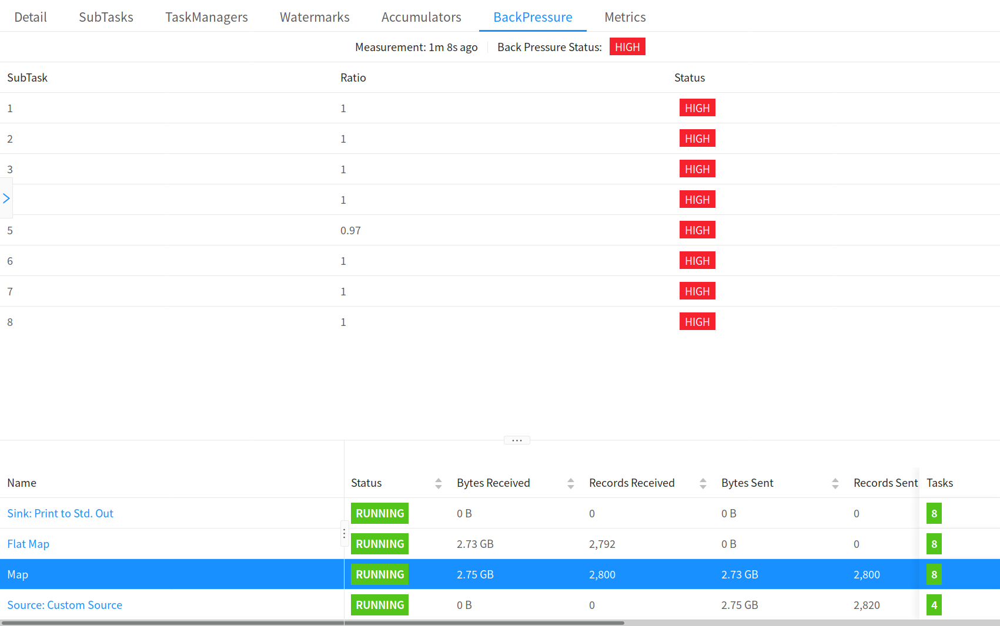 Detail SubTasks TaskManagers Watermarks Accumulators BackPressure Metrics
Measurement: 1m 8s ago Back Pressure Status: HIGH
SubTask Ratio Status
1 1 HIGH
2 1 HIGH
3 1 HIGH
1 HIGH
5 0.97 HIGH
6 1 HIGH
7 1 HIGH
8 1 HIGH
Name Status Bytes Received Records Received Bytes Sent Records Sent Tasks
Sink: Print to Std. Out RUNNING 0 B 0 0 B 0 8
Flat Map RUNNING 2.73 GB 2,792 0 B 0 8
Map RUNNING 2.75 GB 2,800 2.73 GB 2,800 8
Source: Custom Source RUNNING 0 B 0 2.75 GB 2,820 4